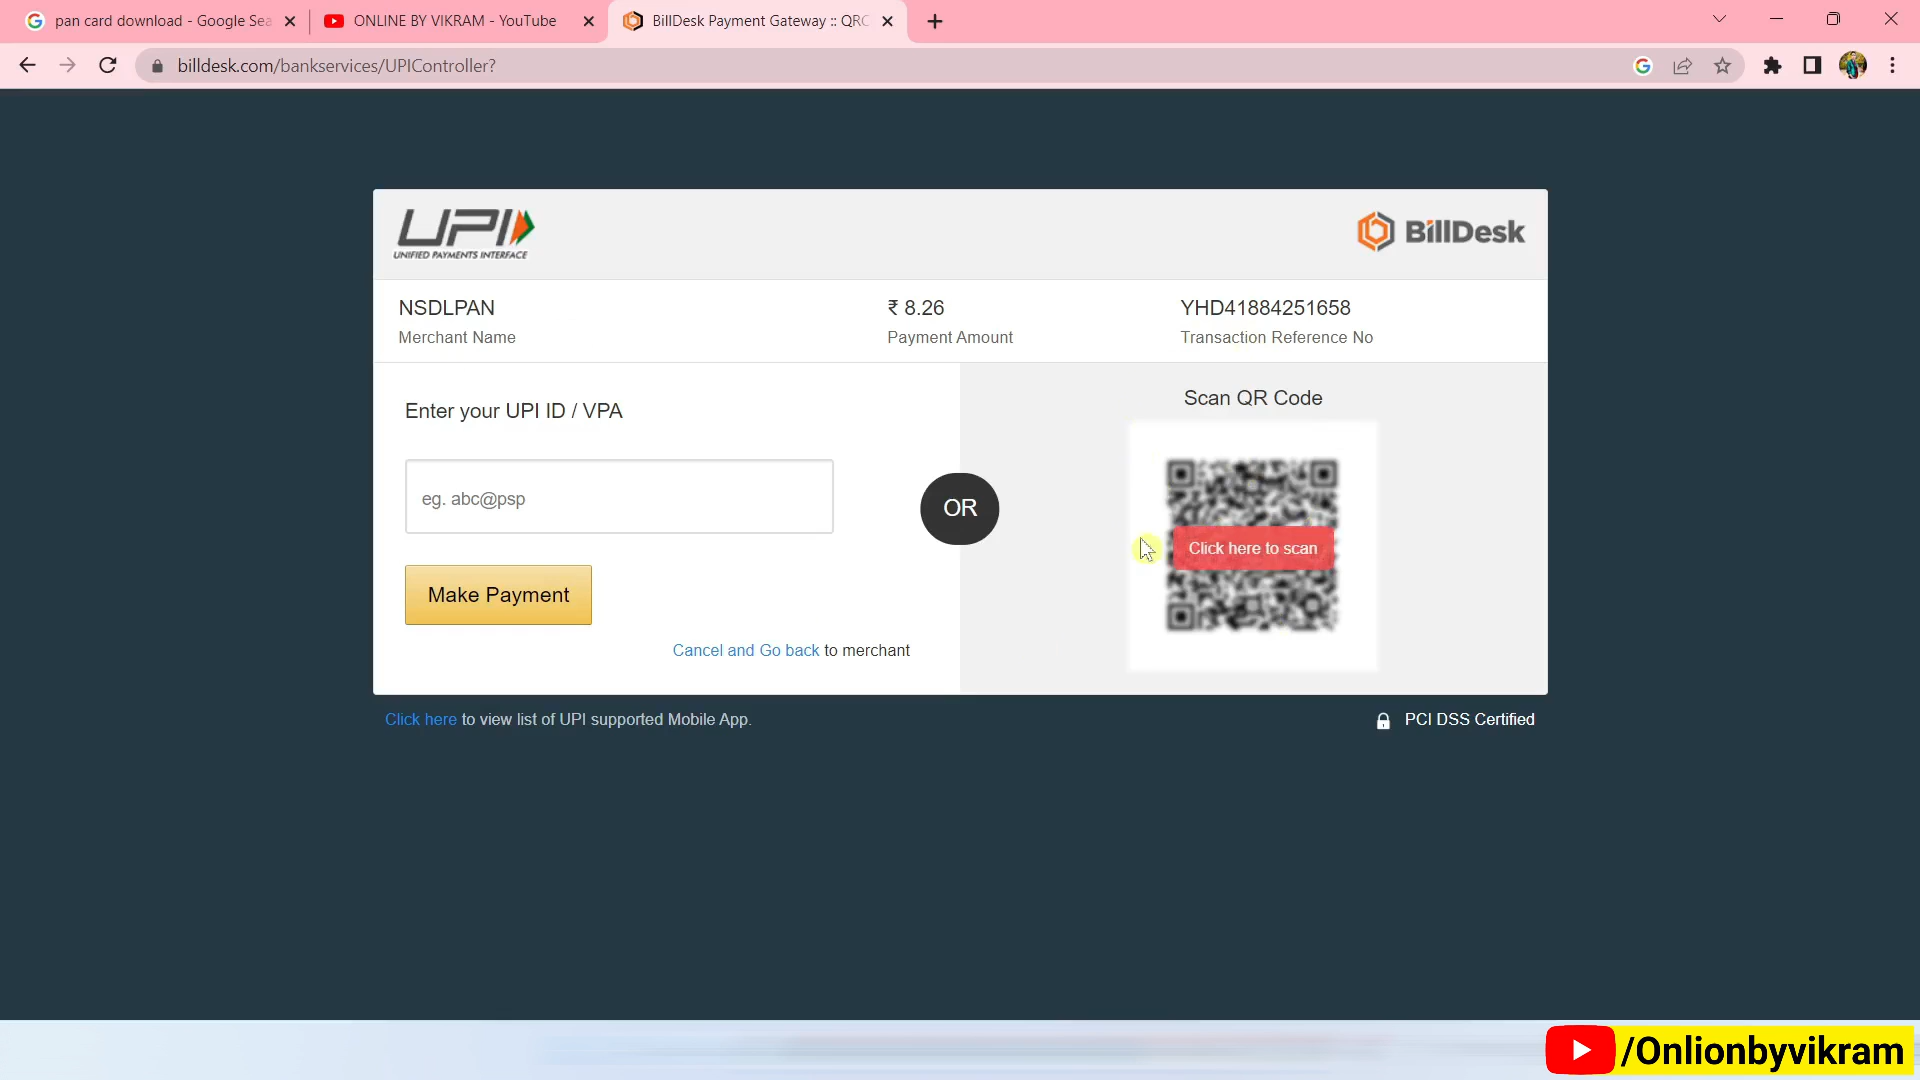 pan card download - Google Sea
ONLINE BY VIKRAM - YouTube
BillDesk Payment Gateway :: QRC
billdesk.com/bankservices/UPIController?
UPI
UNIFIED PAYMENTS INTERFACE
BillDesk
NSDLPAN
Merchant Name
₹ 8.26
Payment Amount
YHD41884251658
Transaction Reference No
Enter your UPI ID / VPA
eg. abc@psp
Make Payment
Cancel and Go back to merchant
OR
Scan QR Code
Click here to scan
Click here to view list of UPI supported Mobile App.
PCI DSS Certified
/Onlionbyvikram